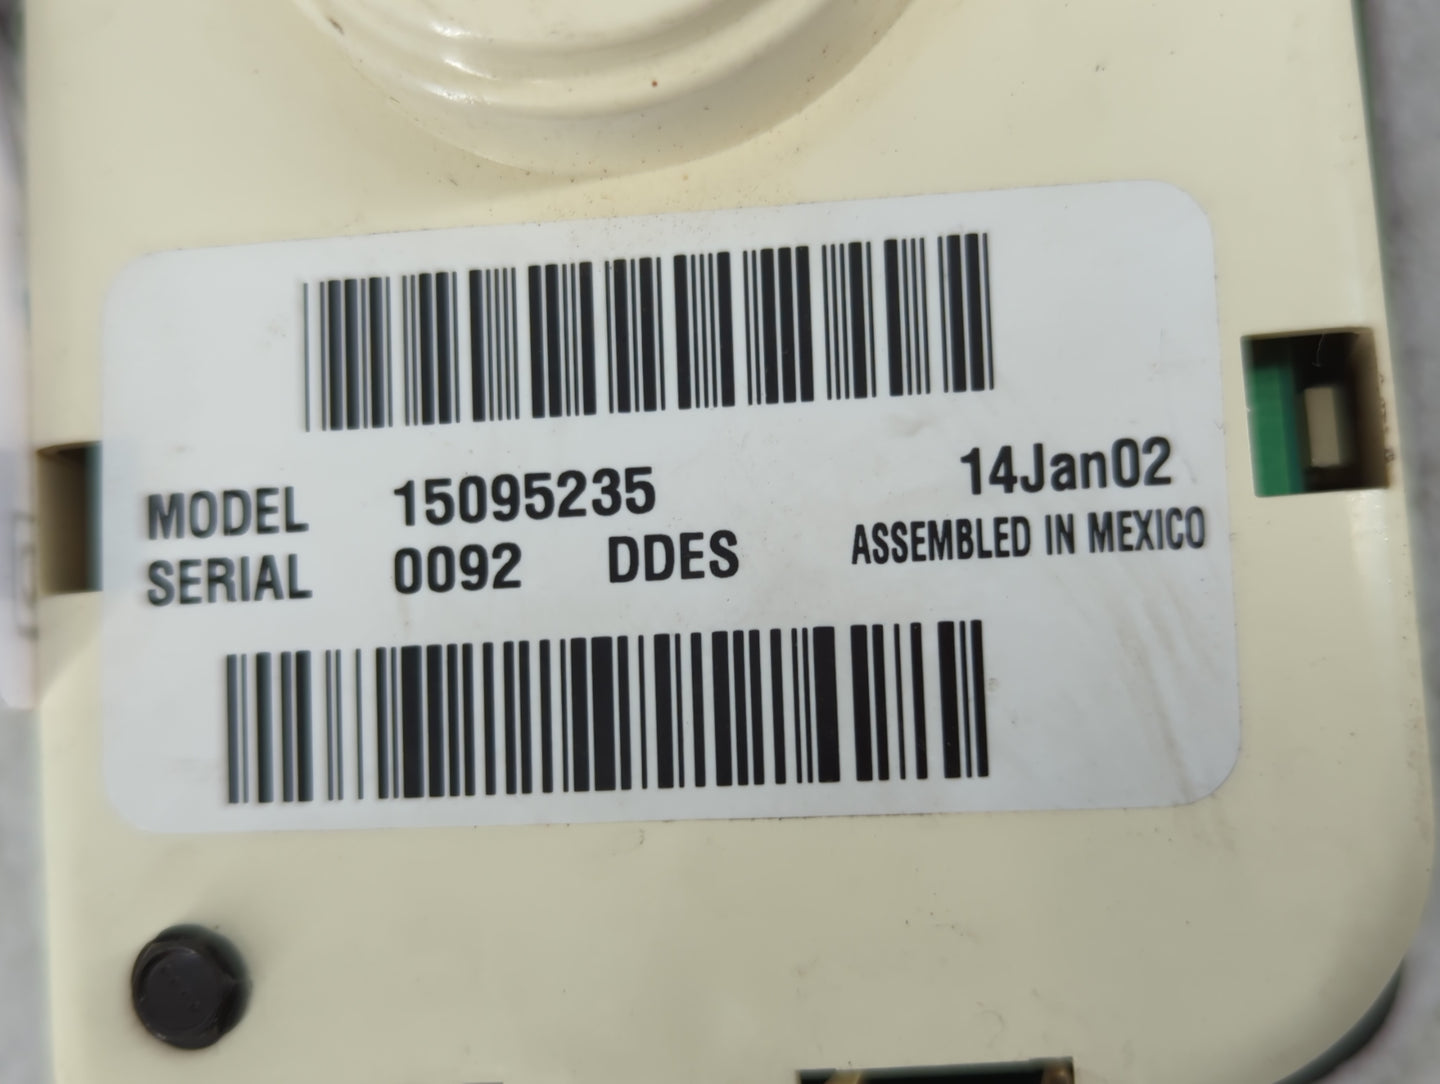 MODEL 15095235 14Jan02
SERIAL 0092 DDES ASSEMBLED IN MEXICO